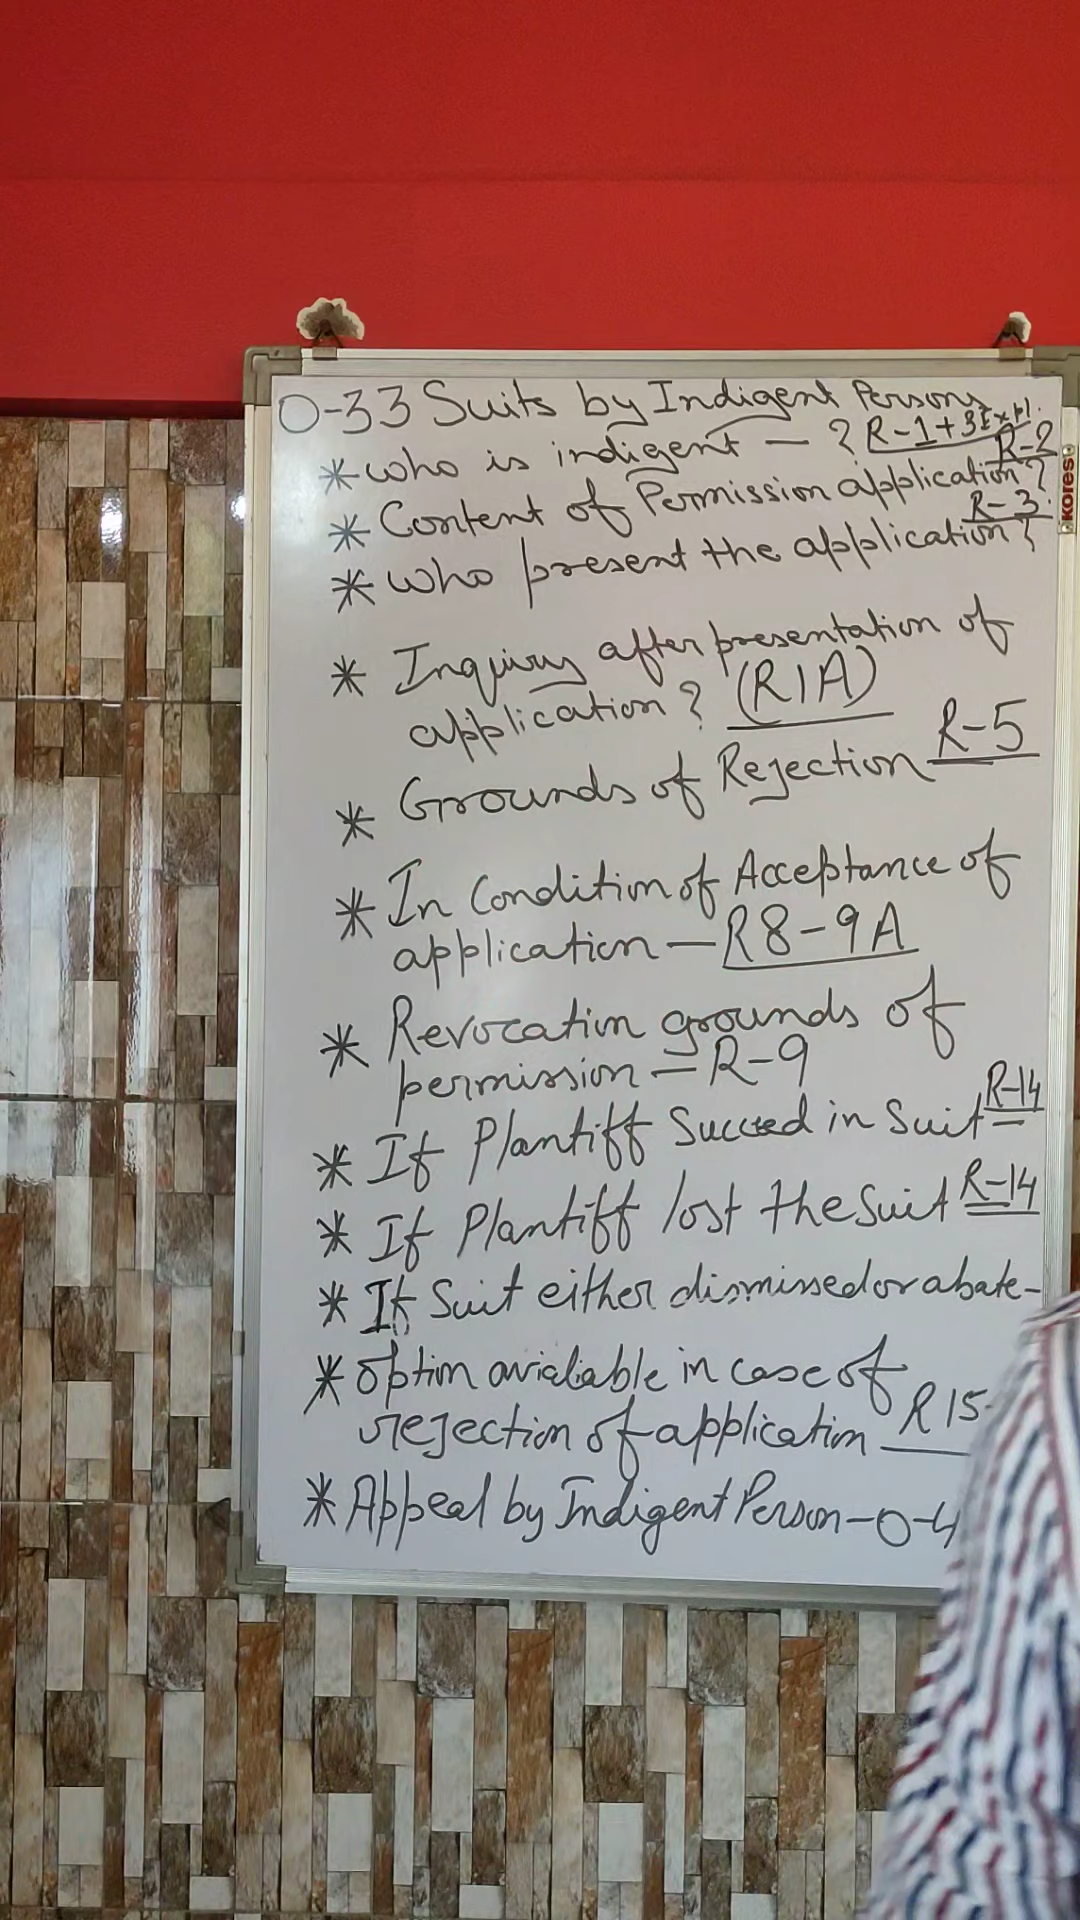 O-33 Suits by Indigent Persons
* who is indigent — ? R-1+3Expl.
R-2
* Content of Permission application?
R-3
* who present the application?
* Inquiry after presentation of
application? (R1A)
* Grounds of Rejection R-5
* In Condition of Acceptance of
application — R8-9A
* Revocation grounds of
permission — R-9
* If Plantiff Succeed in Suit R-14
* If Plantiff lost the Suit R-14
* If Suit either dismissed or abate-
* option avialiable in case of
rejection of application R15
* Appeal by Indigent Person - O-4
kores